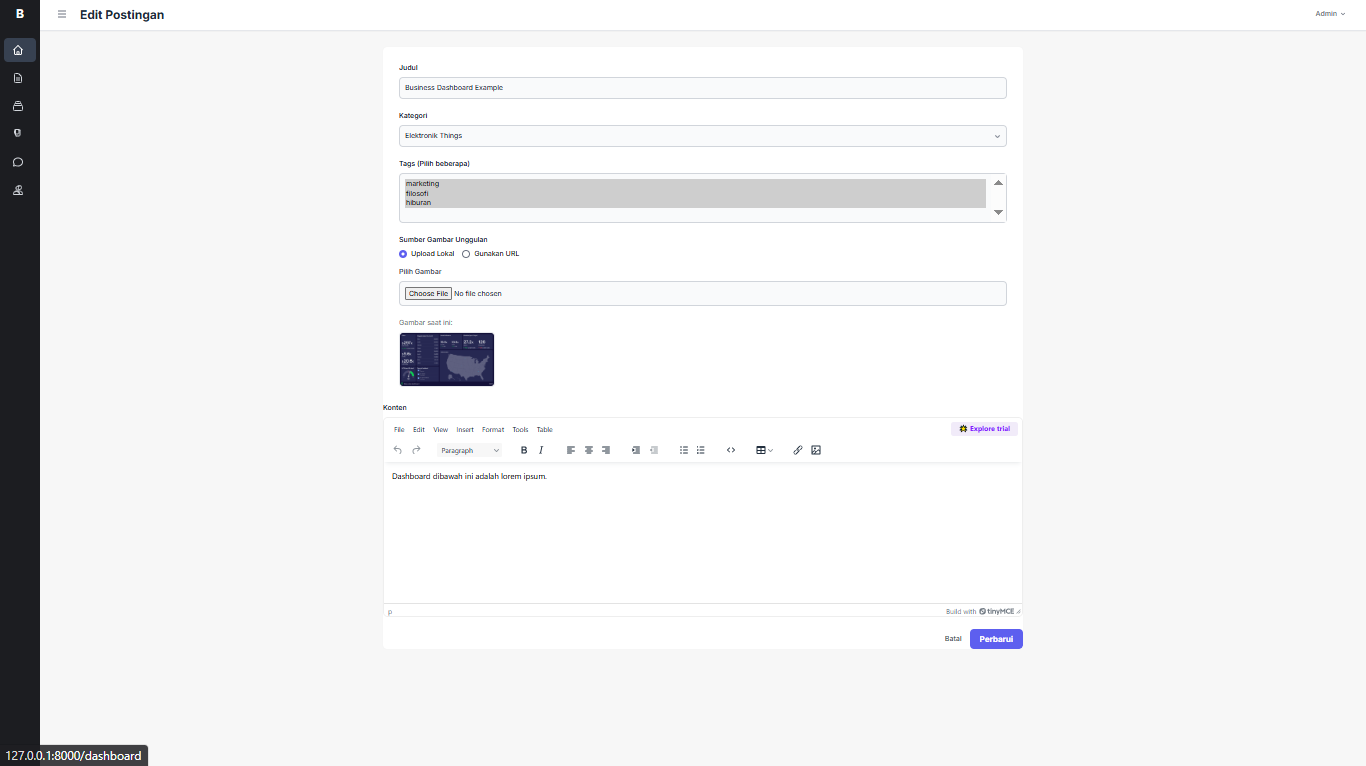 B
Edit Postingan
Admin
Judul
Business Dashboard Example
Kategori
Elektronik Things
Tags (Pilih beberapa)
marketing
filosofi
hiburan
Sumber Gambar Unggulan
Upload Lokal Gunakan URL
Pilih Gambar
Choose File No file chosen
Gambar saat ini:
Konten
File Edit View Insert Format Tools Table Explore trial
Paragraph B I
Dashboard dibawah ini adalah lorem ipsum.
p Build with tinyMCE
Batal Perbarui
127.0.0.1:8000/dashboard